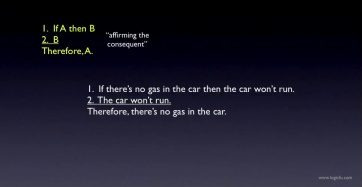 1. If A then B
2. B
Therefore, A.
"affirming the
consequent"
1. If there's no gas in the car then the car won't run.
2. The car won't run.
Therefore, there's no gas in the car.